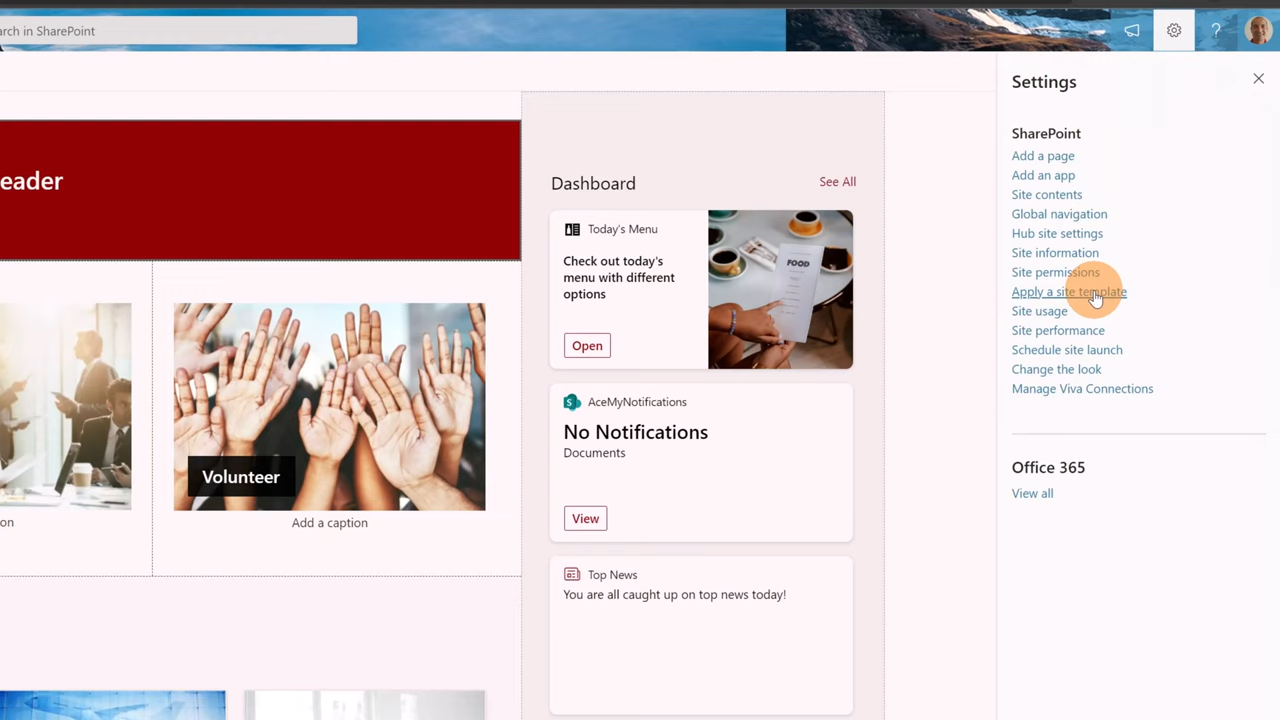 rch in SharePoint
?
Settings
SharePoint
Add a page
Add an app
Site contents
Global navigation
Hub site settings
Site information
Site permissions
Apply a site template
Site usage
Site performance
Schedule site launch
Change the look
Manage Viva Connections
Office 365
View all
eader
Dashboard
See All
Today's Menu
Check out today's
menu with different
options
Open
FOOD
S
AceMyNotifications
No Notifications
Documents
View
Top News
You are all caught up on top news today!
Volunteer
on
Add a caption